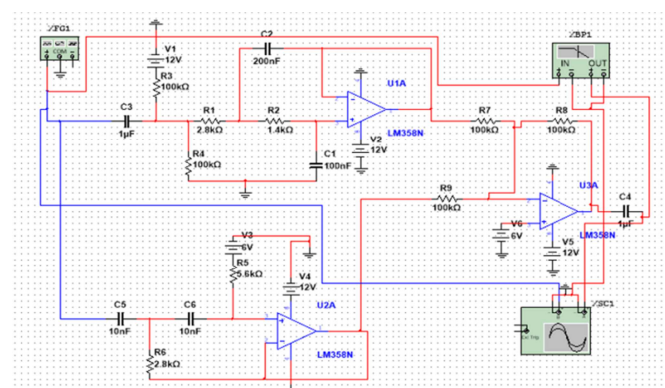 XFG1
COM
V1
12V
R3
100kΩ
C2
200nF
XBP1
IN
OUT
U1A
C3
1µF
R1
2.8kΩ
R2
1.4kΩ
LM358N
R7
100kΩ
R8
100kΩ
R4
100kΩ
C1
100nF
V2
12V
U3A
R9
100kΩ
C4
1µF
V6
6V
LM358N
V5
12V
V3
6V
R5
5.6kΩ
V4
12V
U2A
C5
10nF
C6
10nF
LM358N
R6
2.8kΩ
XSC1
Ext Trig